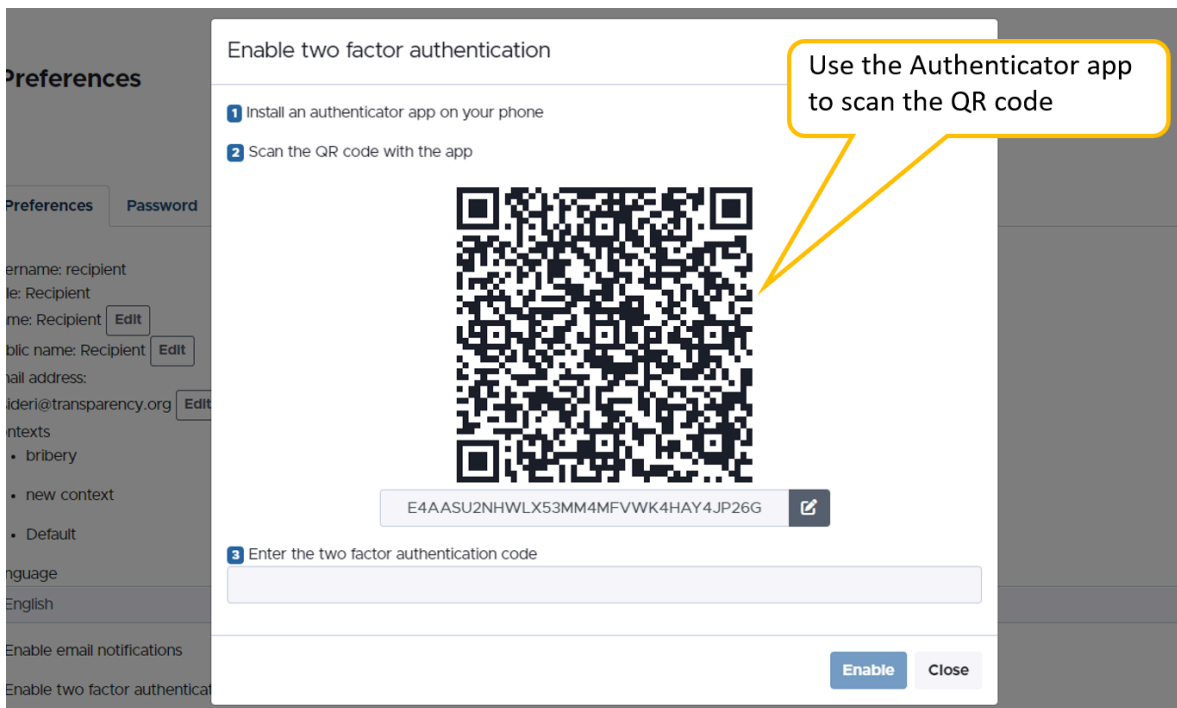 Enable two factor authentication
Use the Authenticator app
to scan the QR code
1 Install an authenticator app on your phone
2 Scan the QR code with the app
E4AASU2NHWLX53MM4MFVWK4HAY4JP26G
3 Enter the two factor authentication code
Enable Close
Preferences
Preferences Password
ername: recipient
le: Recipient
me: Recipient Edit
blic name: Recipient Edit
ail address:
ideri@transparency.org Edit
ntexts
• bribery
• new context
• Default
nguage
English
Enable email notifications
Enable two factor authenticat